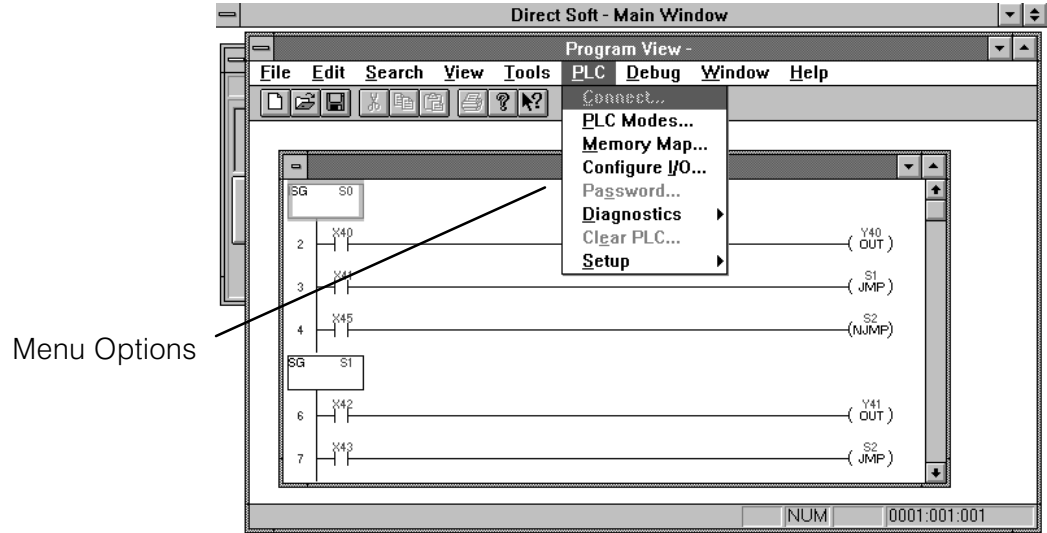 Direct Soft - Main Window
Program View -
File Edit Search View Tools PLC Debug Window Help
Connect...
PLC Modes...
Memory Map...
Configure I/O...
Password...
Diagnostics
Clear PLC...
Setup
Menu Options
SG S0
2 X40 Y40 OUT
3 X41 S1 JMP
4 X45 S2 NJMP
SG S1
6 X42 Y41 OUT
7 X43 S2 JMP
NUM 0001:001:001